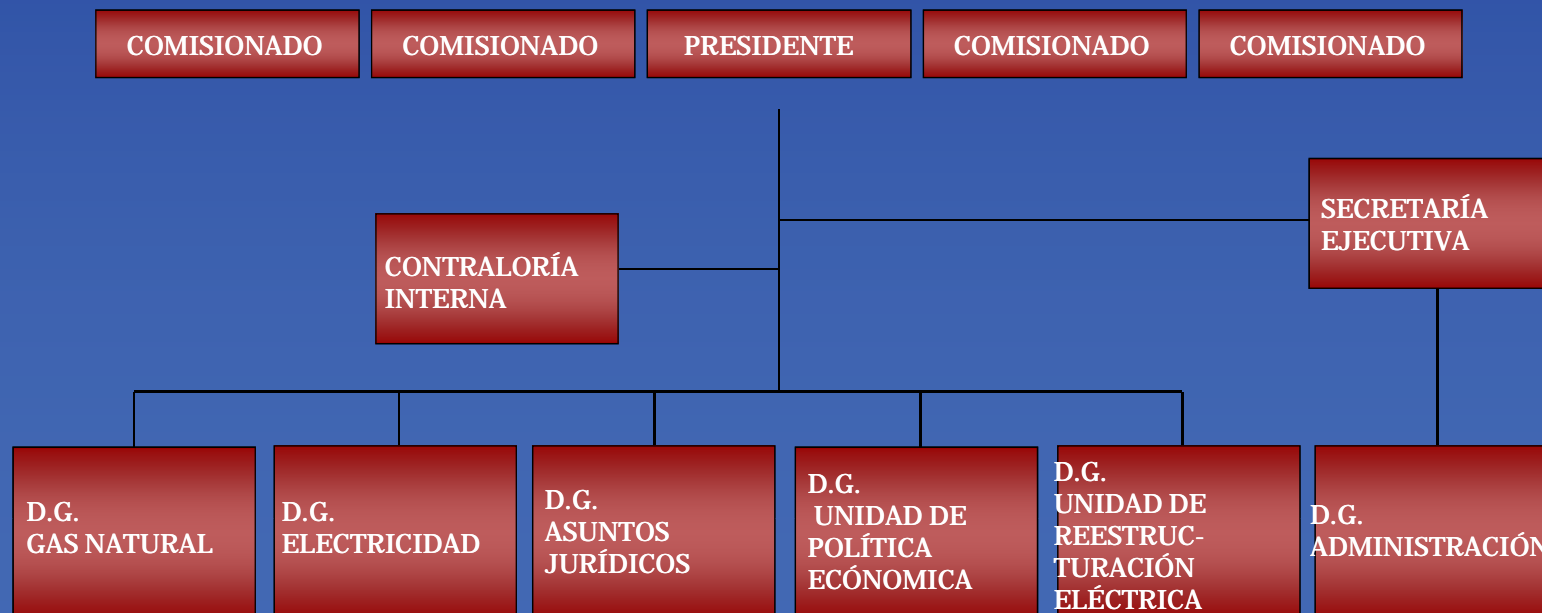 COMISIONADO
COMISIONADO
PRESIDENTE
COMISIONADO
COMISIONADO
SECRETARÍA
EJECUTIVA
CONTRALORÍA
INTERNA
D.G.
GAS NATURAL
D.G.
ELECTRICIDAD
D.G.
ASUNTOS
JURÍDICOS
D.G.
UNIDAD DE
POLÍTICA
ECÓNOMICA
D.G.
UNIDAD DE
REESTRUC-
TURACIÓN
ELÉCTRICA
D.G.
ADMINISTRACIÓN